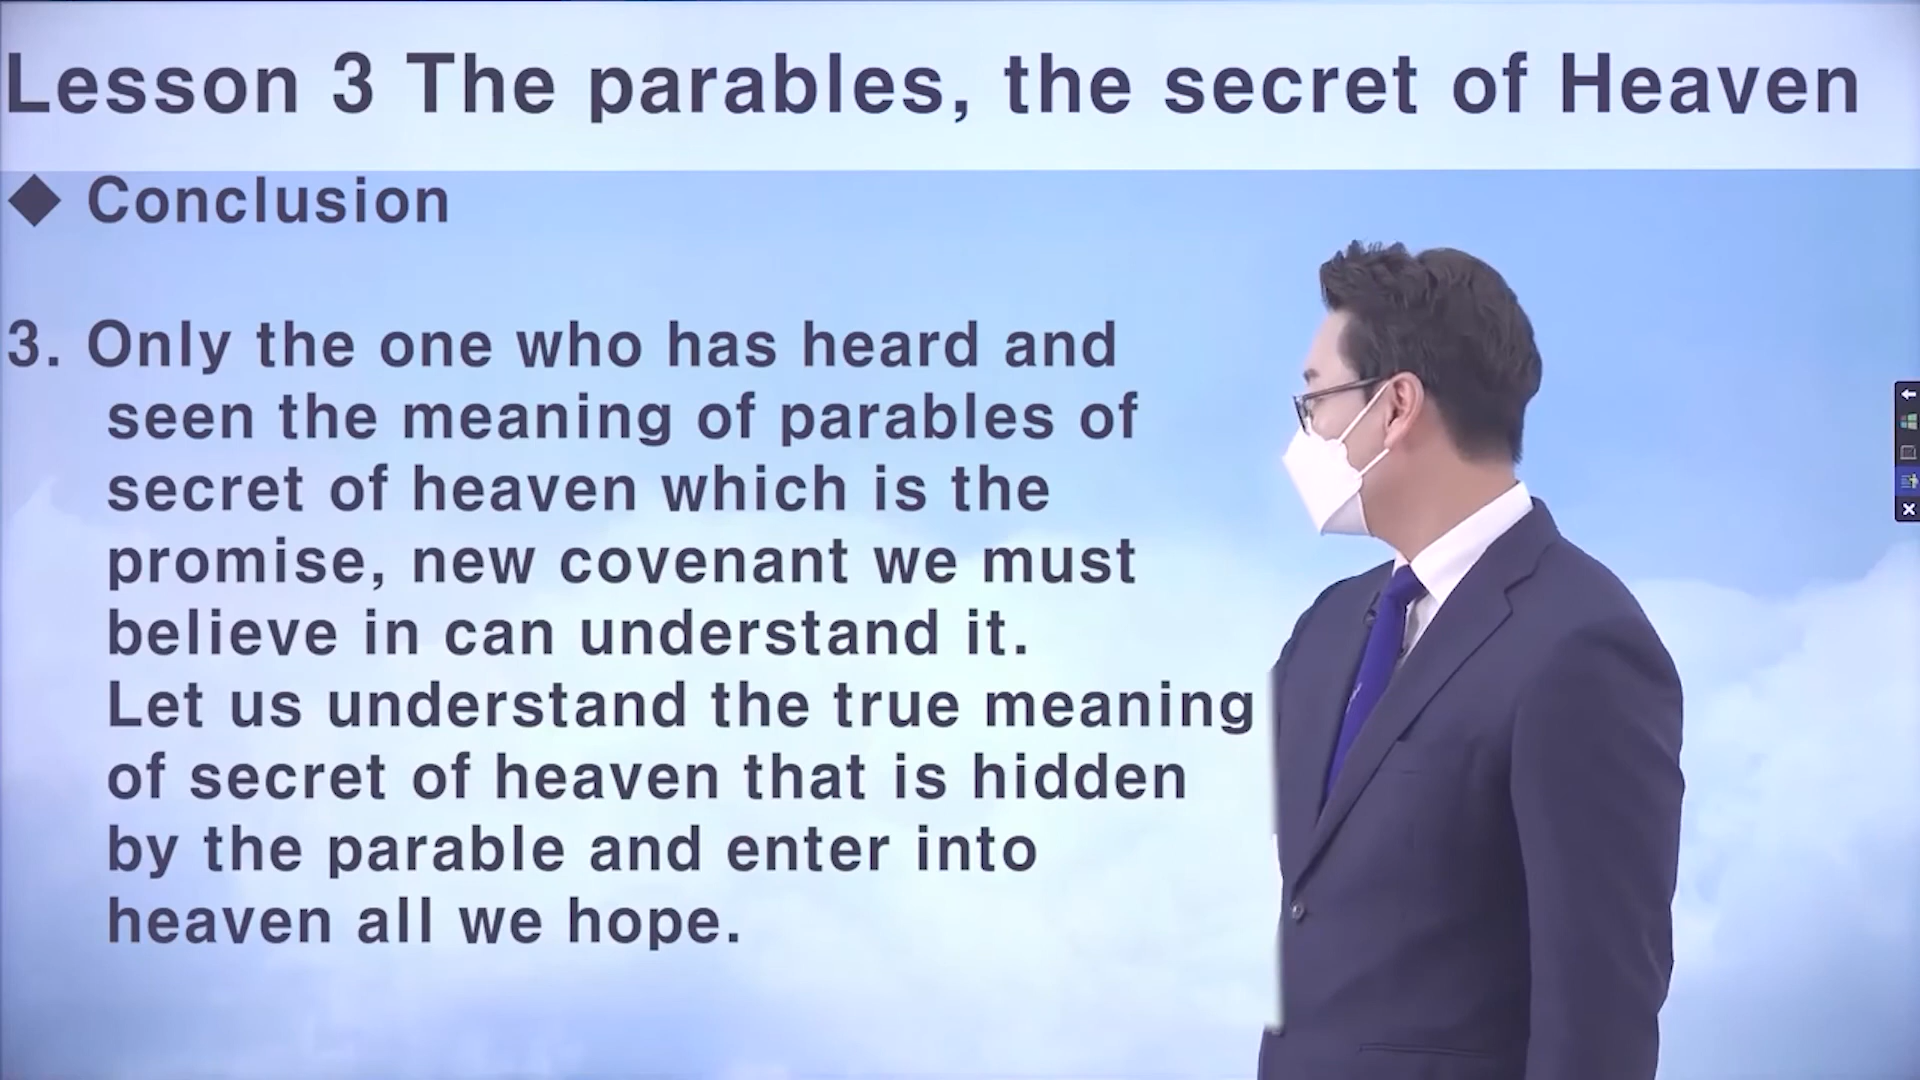 Lesson 3 The parables, the secret of Heaven
◆ Conclusion
3. Only the one who has heard and
seen the meaning of parables of
secret of heaven which is the
promise, new covenant we must
believe in can understand it.
Let us understand the true meaning
of secret of heaven that is hidden
by the parable and enter into
heaven all we hope.